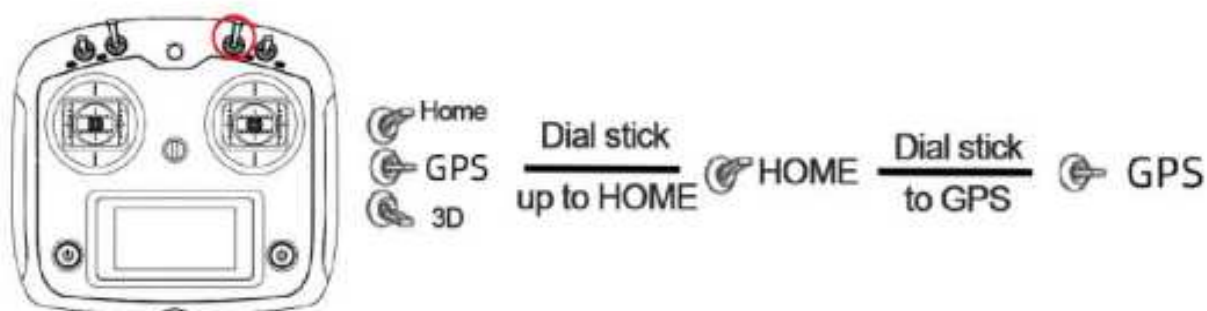 Home
GPS
3D
Dial stick
up to HOME
HOME
Dial stick
to GPS
GPS